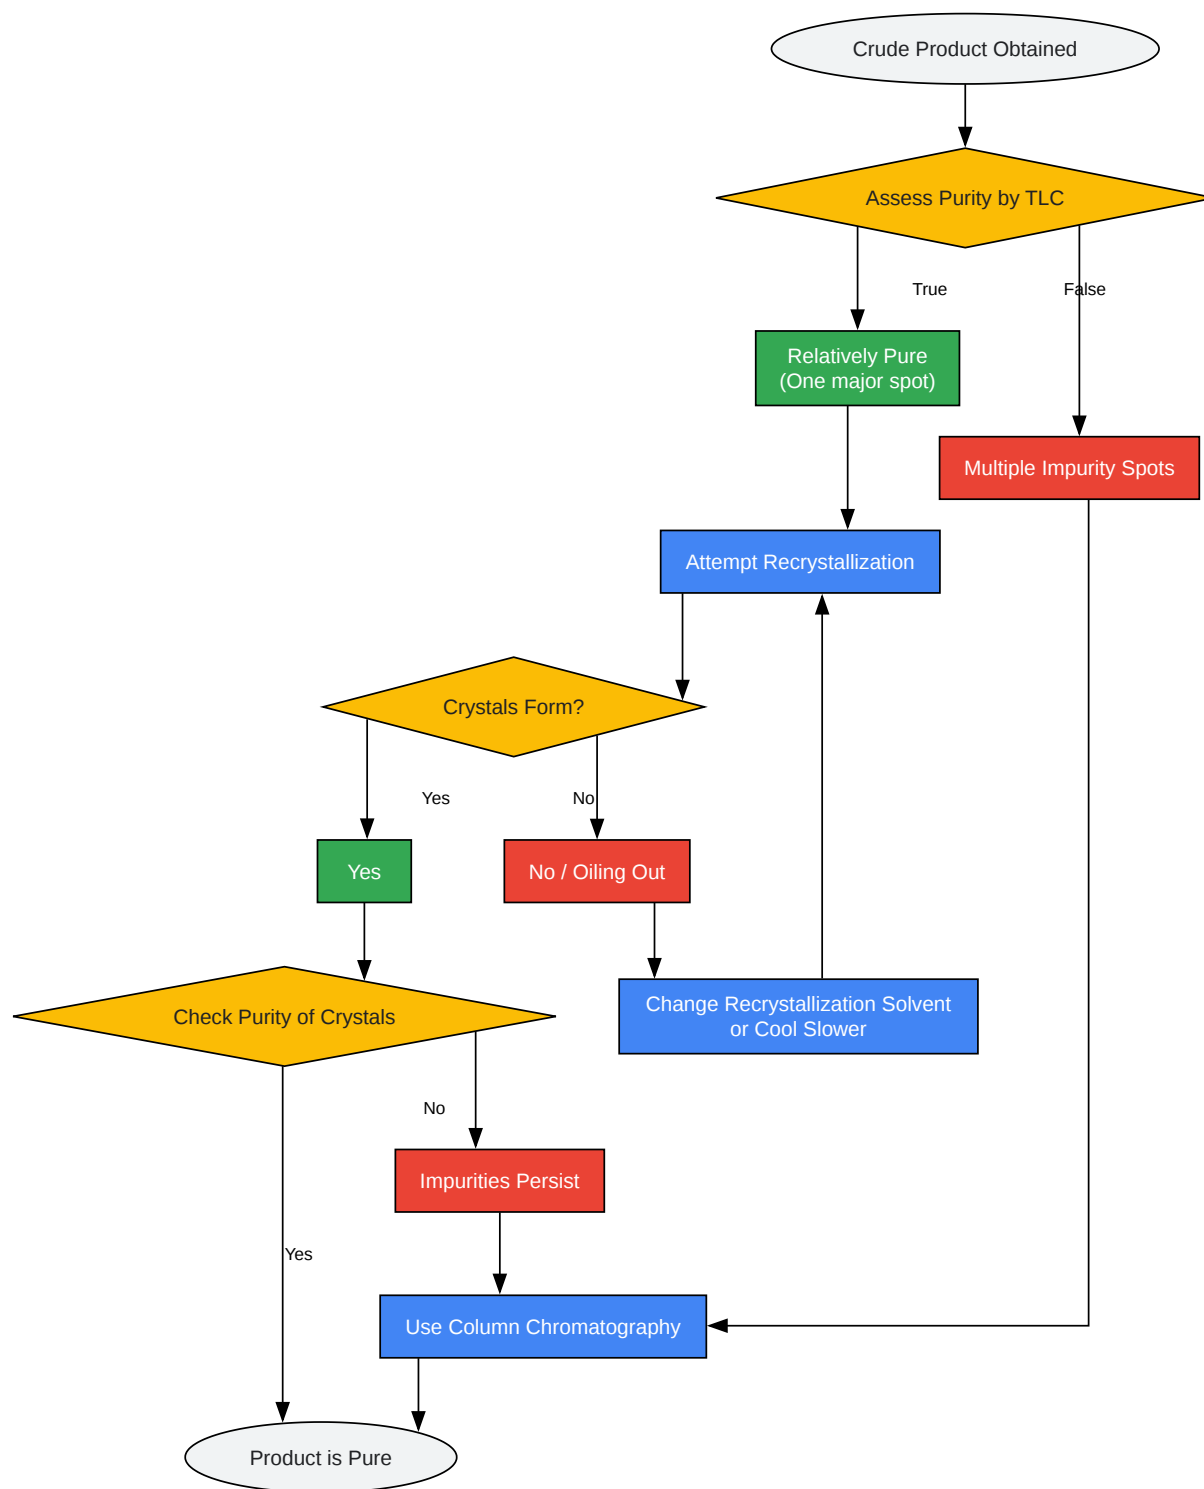 Crude Product Obtained
Assess Purity by TLC
True
False
Relatively Pure
(One major spot)
Multiple Impurity Spots
Attempt Recrystallization
Crystals Form?
Yes
No
Yes
No / Oiling Out
Change Recrystallization Solvent
or Cool Slower
Check Purity of Crystals
No
Impurities Persist
Yes
Use Column Chromatography
Product is Pure